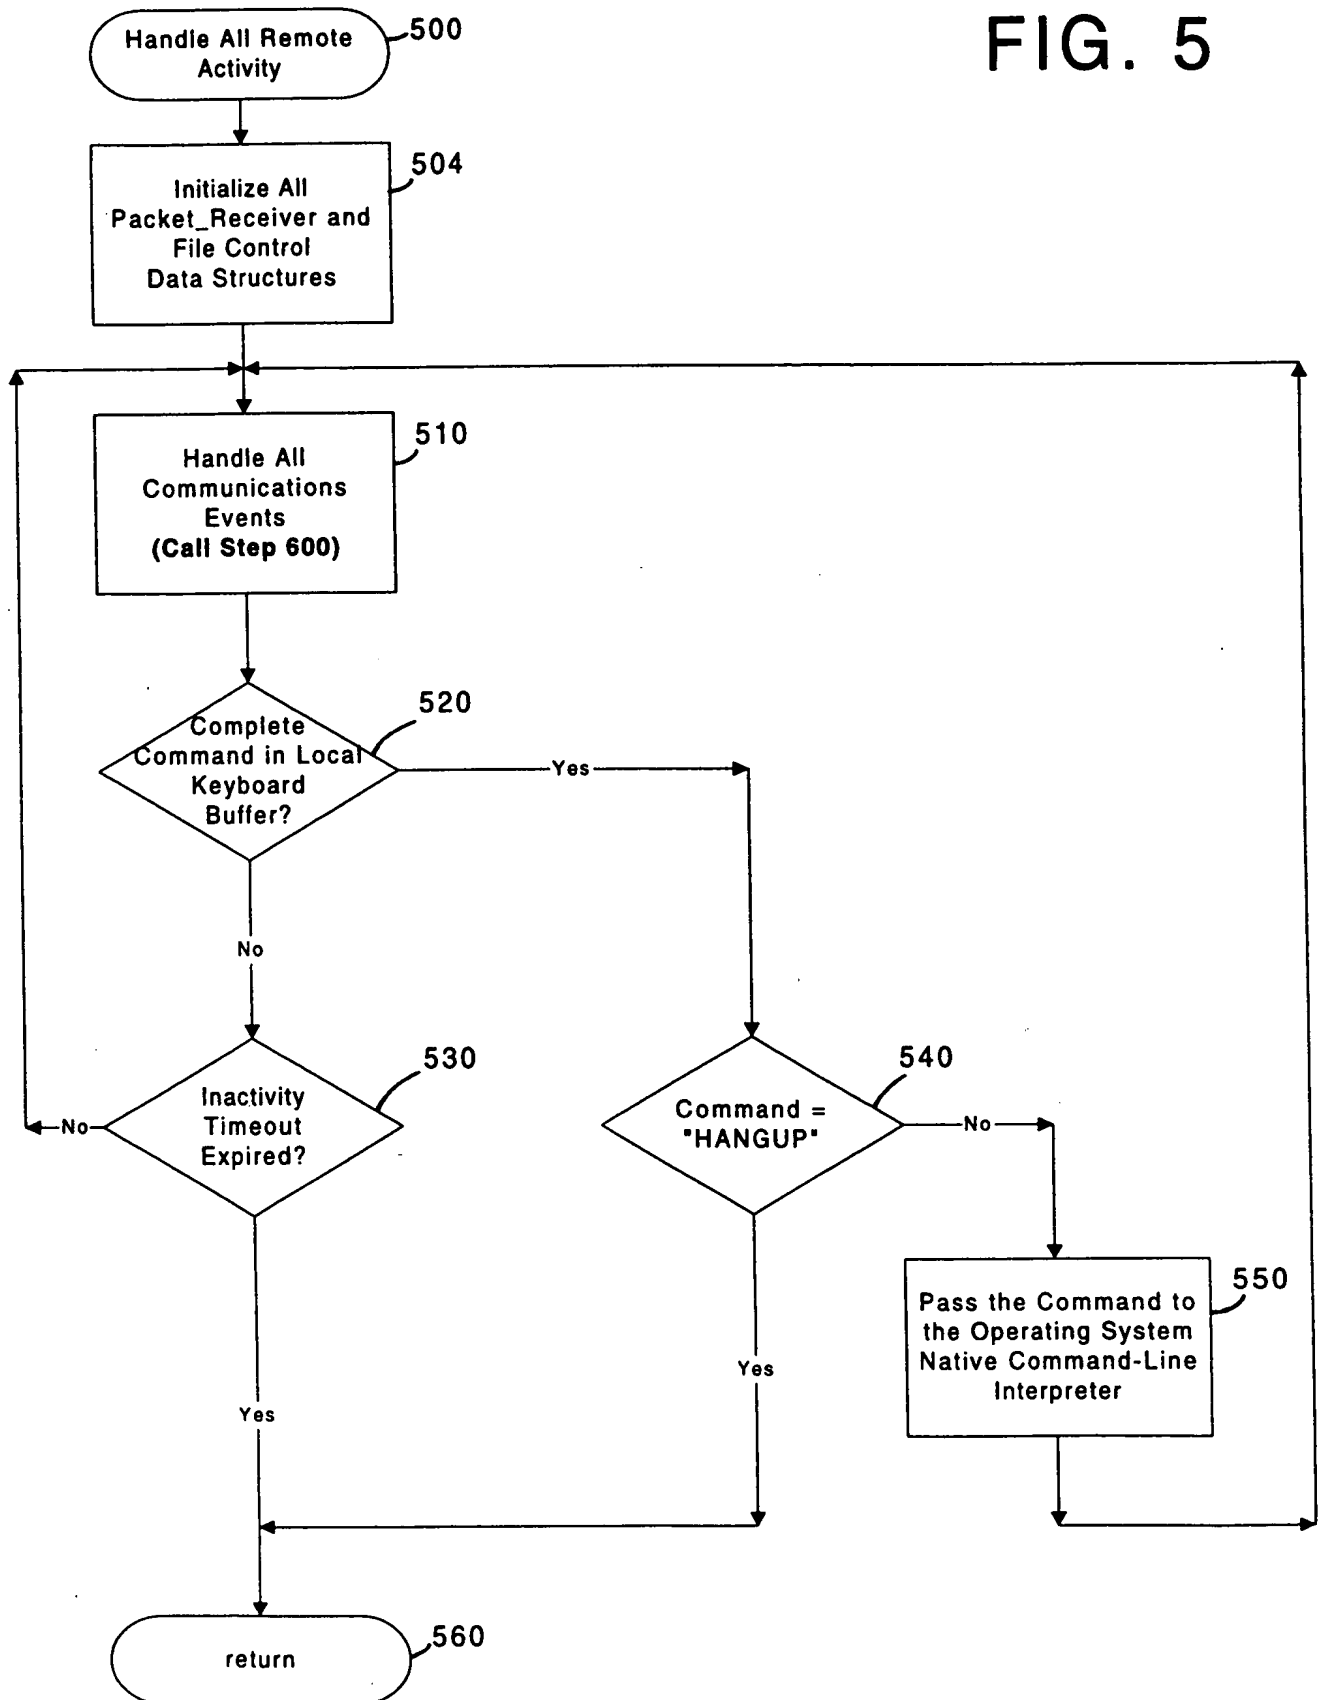 FIG. 5
Handle All Remote
Activity
500
504
Initialize All
Packet_Receiver and
File Control
Data Structures
510
Handle All
Communications
Events
(Call Step 600)
520
Complete
Command in Local
Keyboard
Buffer?
Yes
No
530
Inactivity
Timeout
Expired?
No
540
Command =
"HANGUP"
No
550
Pass the Command to
the Operating System
Native Command-Line
Interpreter
Yes
Yes
560
return